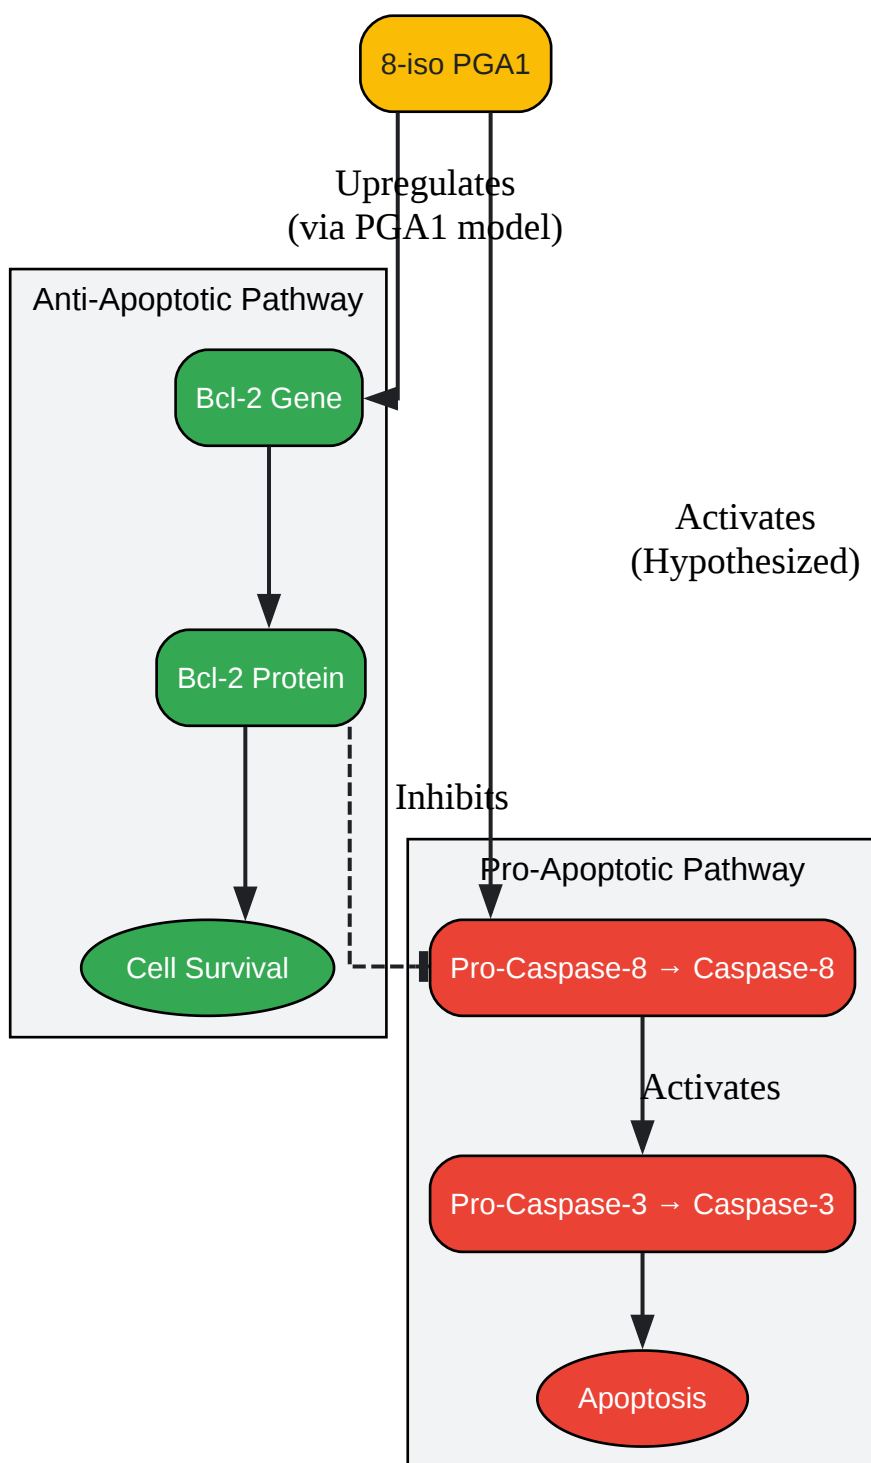 8-iso PGA1
Upregulates
(via PGA1 model)
Anti-Apoptotic Pathway
Bcl-2 Gene
Activates
(Hypothesized)
Bcl-2 Protein
Inhibits
Pro-Apoptotic Pathway
Cell Survival
Pro-Caspase-8 → Caspase-8
Activates
Pro-Caspase-3 → Caspase-3
Apoptosis